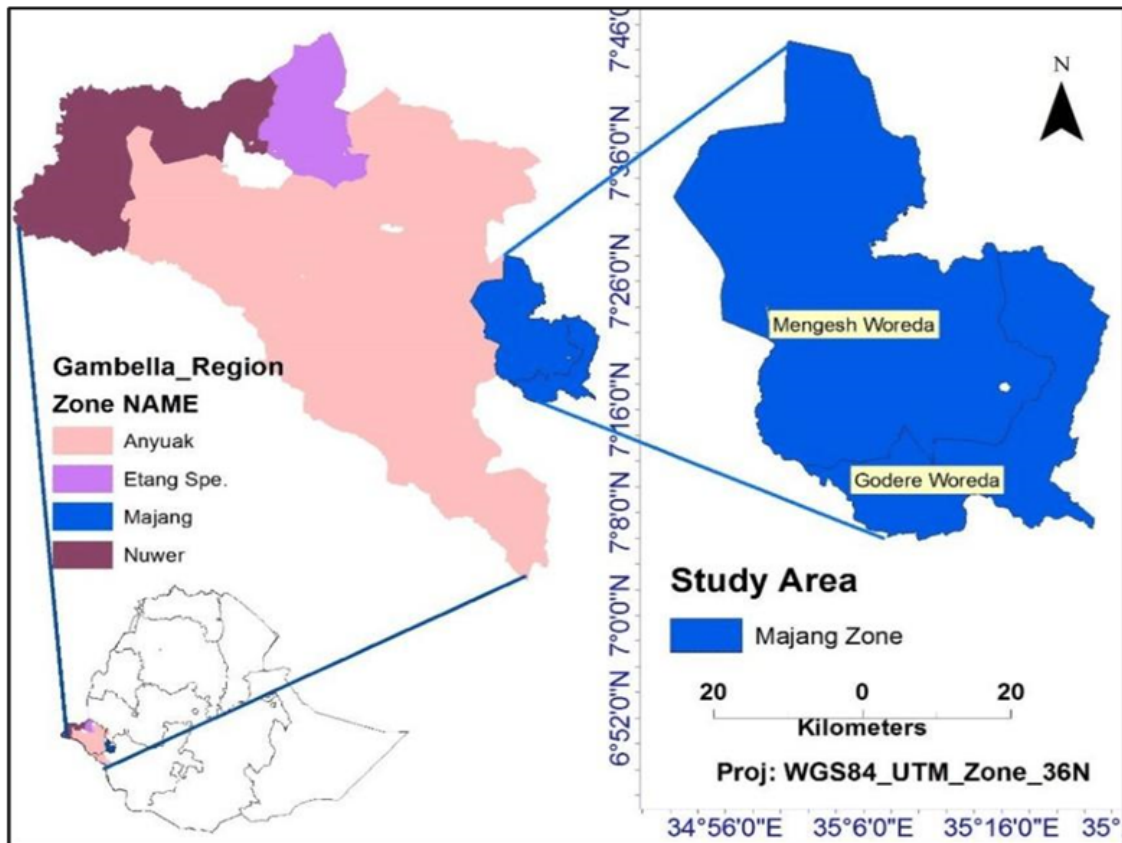 Gambella_Region
Zone NAME
Anyuak
Etang Spe.
Majang
Nuwer
7°46'0"
7°36'0"N
7°26'0"N
7°16'0"N
7°8'0"N
7°0'0"N
6°52'0"N
N
Mengesh Woreda
Godere Woreda
Study Area
Majang Zone
20 0 20
Kilometers
Proj: WGS84_UTM_Zone_36N
34°56'0"E 35°6'0"E 35°16'0"E 35°